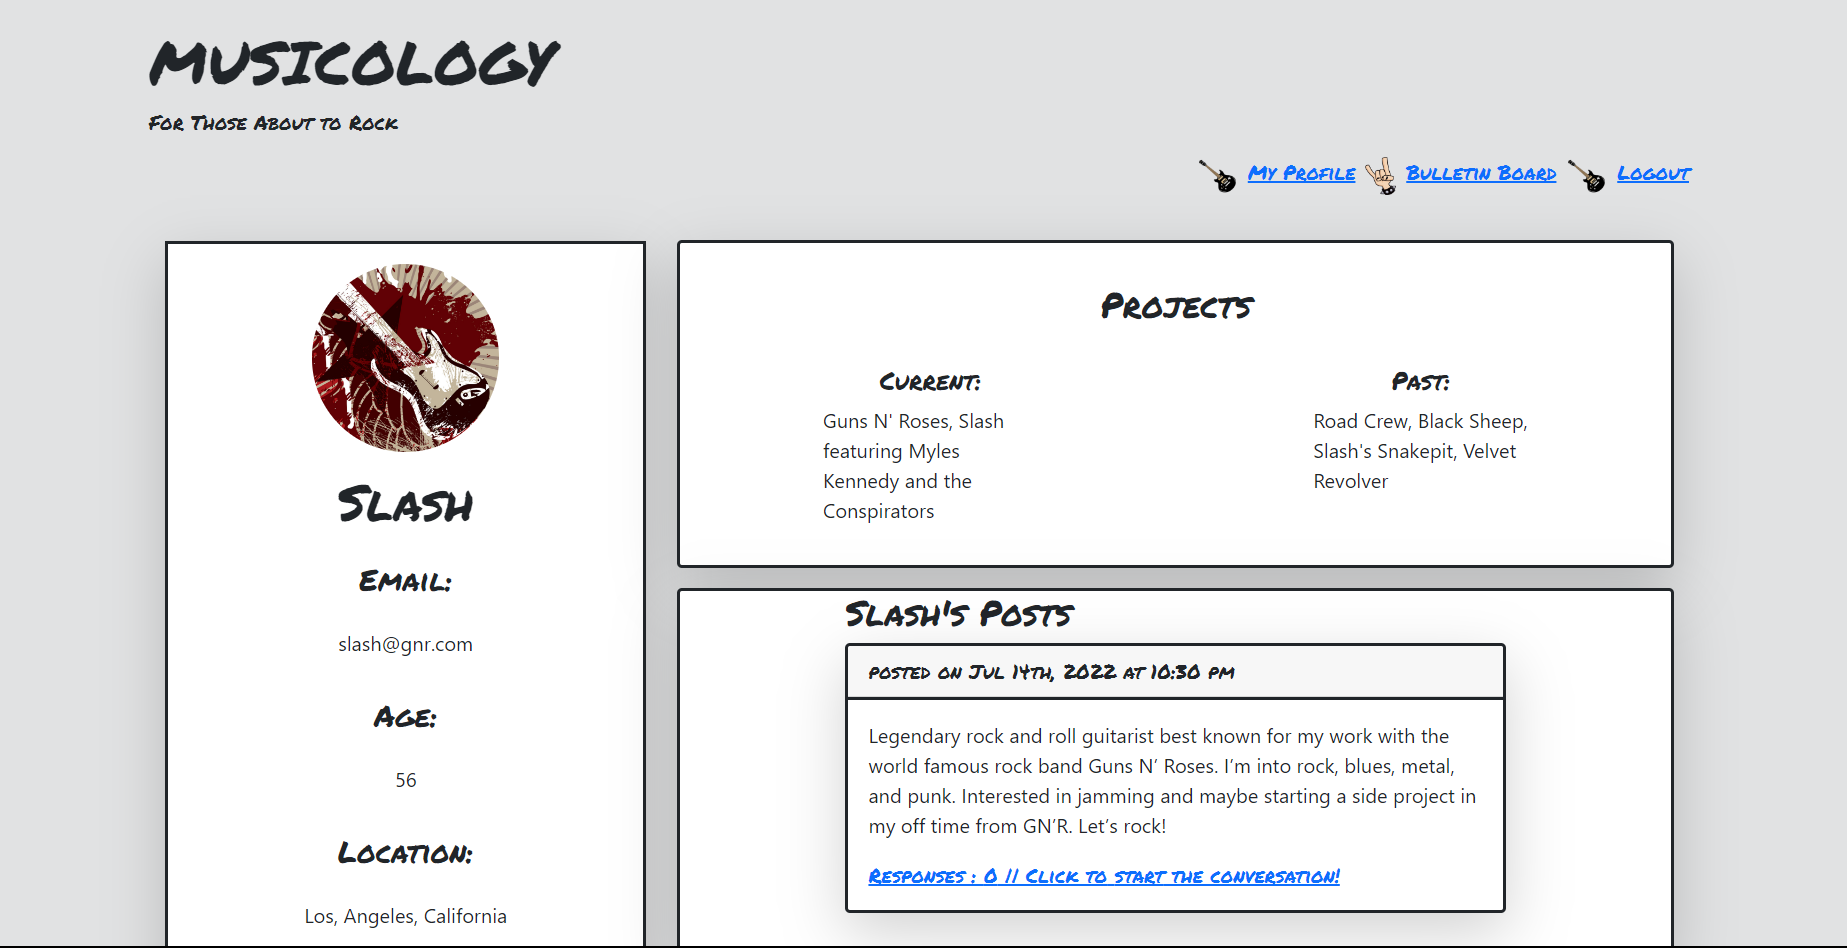 MUSICOLOGY
For Those About to Rock
My Profile Bulletin Board Logout
Slash
Email:
slash@gnr.com
Age:
56
Location:
Los, Angeles, California
Projects
Current:
Guns N' Roses, Slash
featuring Myles
Kennedy and the
Conspirators
Past:
Road Crew, Black Sheep,
Slash's Snakepit, Velvet
Revolver
Slash's Posts
posted on Jul 14th, 2022 at 10:30 pm
Legendary rock and roll guitarist best known for my work with the
world famous rock band Guns N’ Roses. I’m into rock, blues, metal,
and punk. Interested in jamming and maybe starting a side project in
my off time from GN’R. Let’s rock!
Responses : 0 // Click to start the conversation!